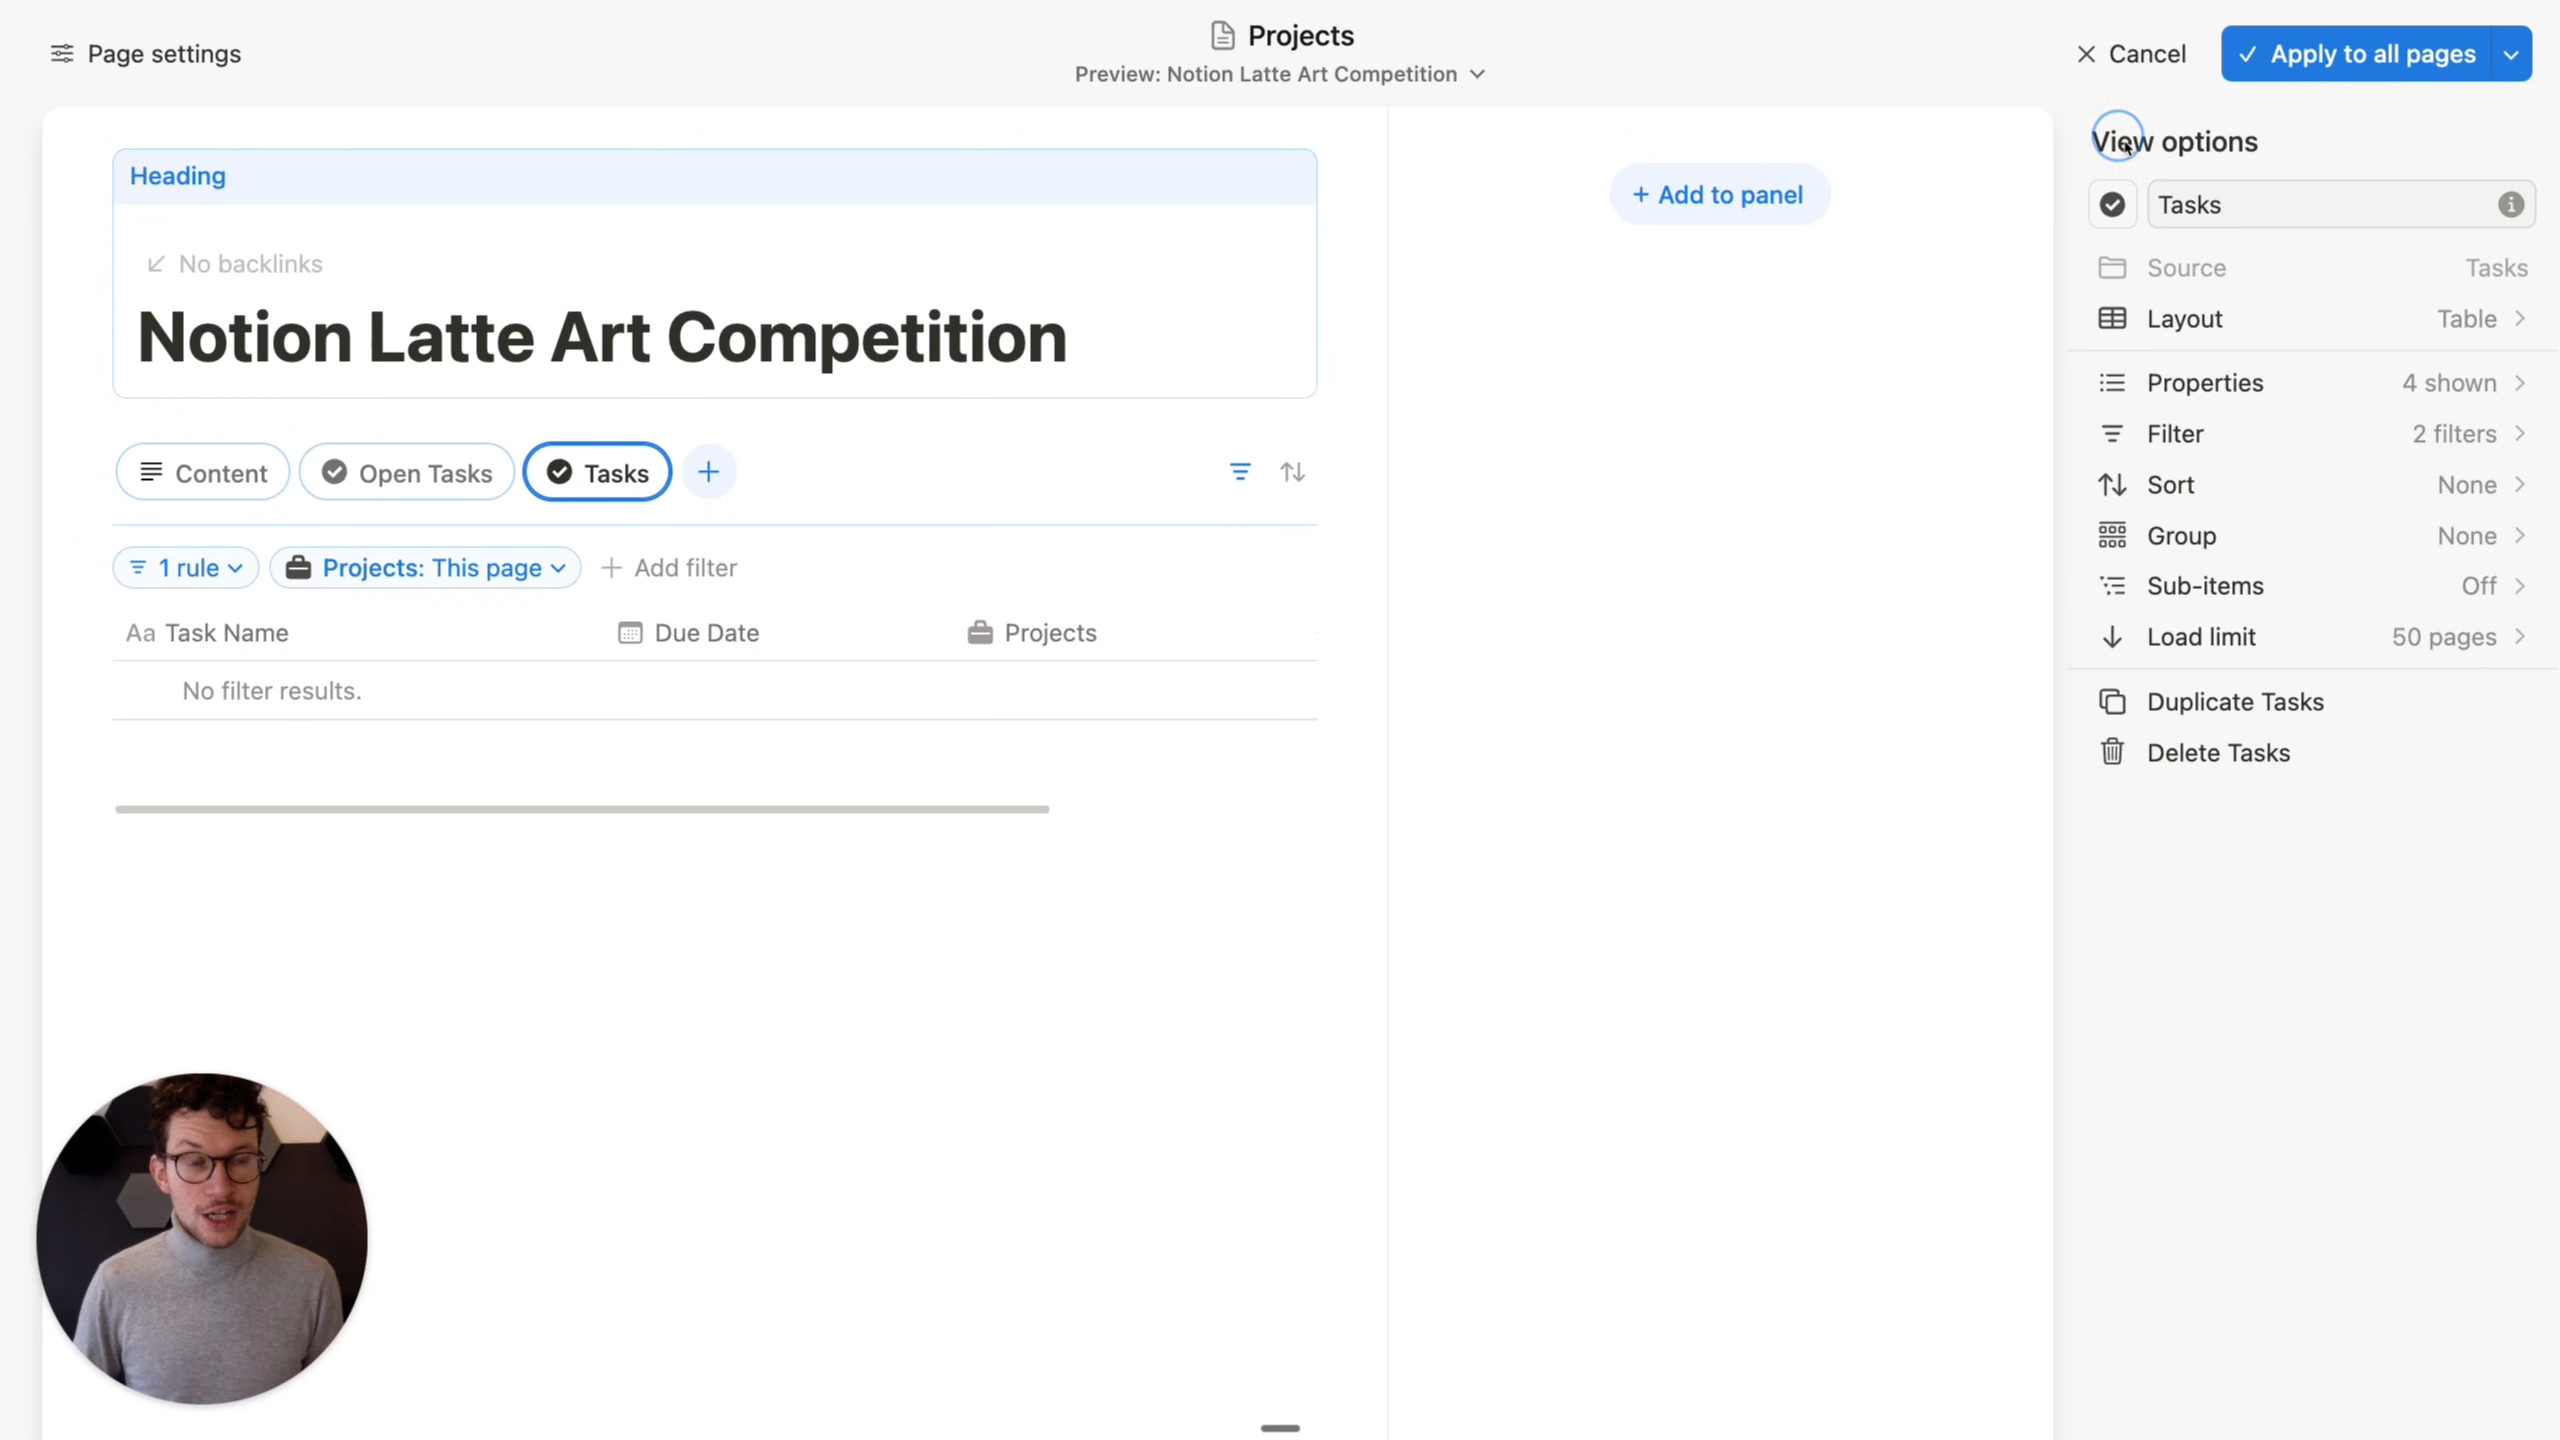 Page settings
Projects
Preview: Notion Latte Art Competition
Cancel
Apply to all pages
Heading
No backlinks
Notion Latte Art Competition
Content
Open Tasks
Tasks
1 rule
Projects: This page
Add filter
Aa Task Name
Due Date
Projects
No filter results.
+ Add to panel
View options
Tasks
Source Tasks
Layout Table
Properties 4 shown
Filter 2 filters
Sort None
Group None
Sub-items Off
Load limit 50 pages
Duplicate Tasks
Delete Tasks